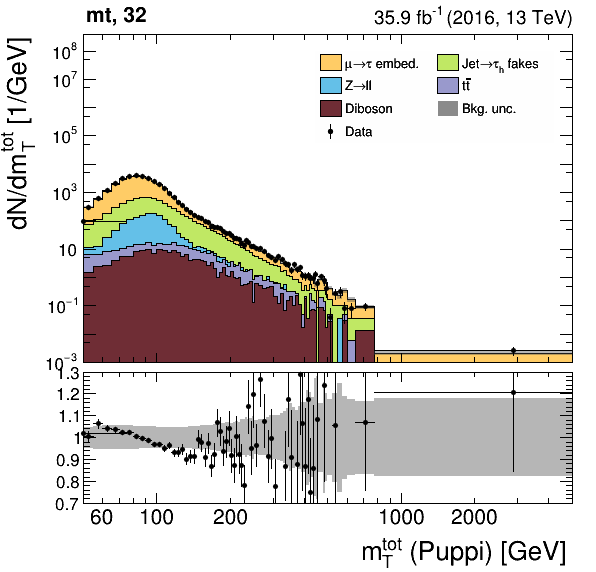 mt, 32
35.9 fb⁻¹ (2016, 13 TeV)
dN/dm_T^tot [1/GeV]
10⁸
10⁷
10⁵
10³
10
10⁻¹
10⁻³
μ→τ embed.
Jet→τ_h fakes
Z→ll
tt̄
Diboson
Bkg. unc.
Data
1.3
1.2
1.1
1
0.9
0.8
0.7
60
100
200
1000
2000
m_T^tot (Puppi) [GeV]